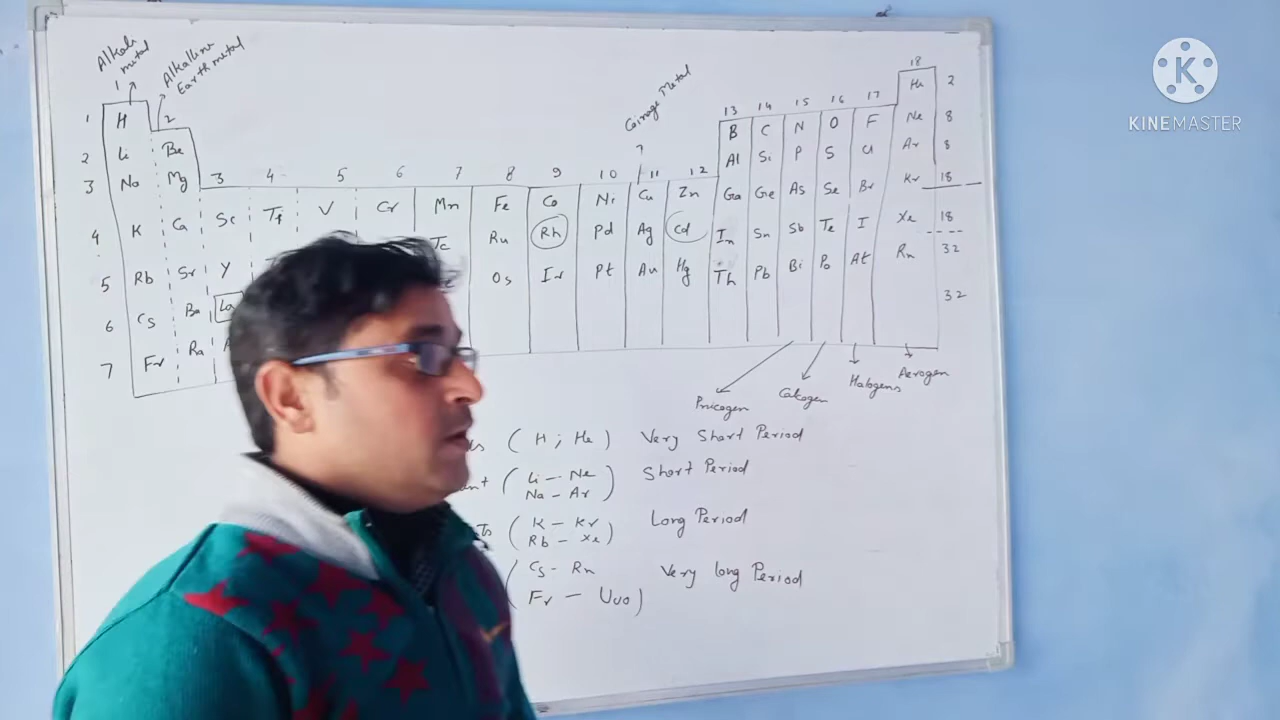 KINEMASTER
Alkali metal
Alkaline Earth metal
Coinage Metal
18
1 H 2 13 14 15 16 17 He 2
2 Li Be B C N O F Ne 8
3 Na Mg 3 4 5 6 7 8 9 10 11 12 Al Si P S Cl Ar 8
4 K Ca Sc Ti V Cr Mn Fe Co Ni Cu Zn Ga Ge As Se Br Kr 18
5 Rb Sr Y Tc Ru Rh Pd Ag Cd In Sn Sb Te I Xe 18
6 Cs Ba La Os Ir Pt Au Hg Th Pb Bi Po At Rn 32
7 Fr Ra 32
Pnicogen Calcogen Halogens Aerogen
( H ; He ) Very Short Period
( Li — Ne
Na — Ar ) Short Period
( K — Kr
Rb — Xe ) Long Period
( Cs - Rn
Fr — Uuo ) Very long Period